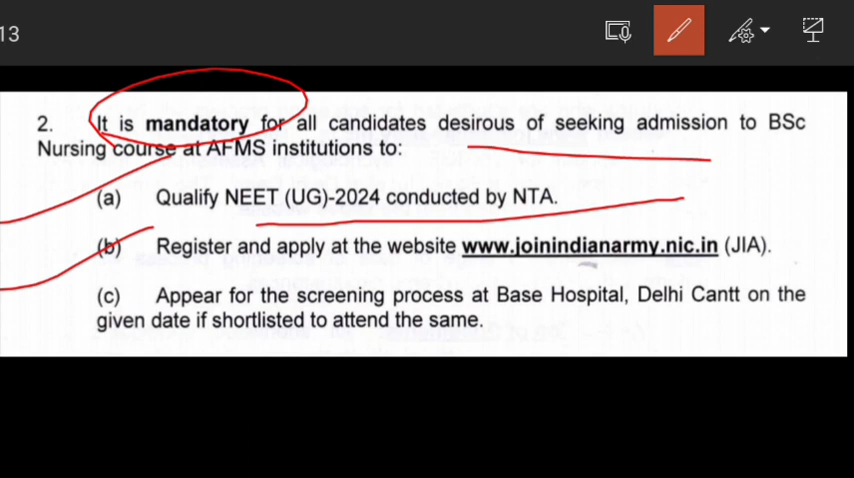 13
2. It is mandatory for all candidates desirous of seeking admission to BSc
Nursing course at AFMS institutions to:
(a) Qualify NEET (UG)-2024 conducted by NTA.
(b) Register and apply at the website www.joinindianarmy.nic.in (JIA).
(c) Appear for the screening process at Base Hospital, Delhi Cantt on the
given date if shortlisted to attend the same.